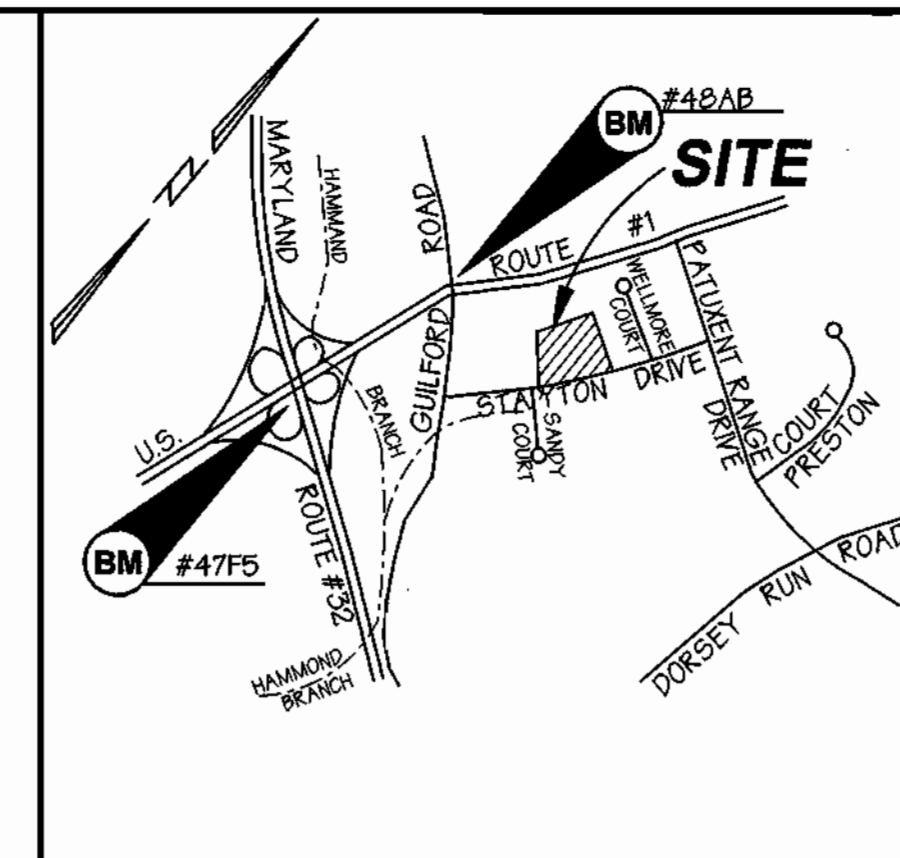 BM #48AB
SITE
MARYLAND
HAMMAND
ROAD
ROUTE
#1
WELLMORE
COURT
PATUXENT RANGE
DRIVE
GUILFORD
BRANCH
STAYTON
DRIVE
SANDY
COURT
COURT
PRESTON
U.S.
ROUTE #32
BM #47F5
ROAD
RUN
DORSEY
HAMMOND
BRANCH